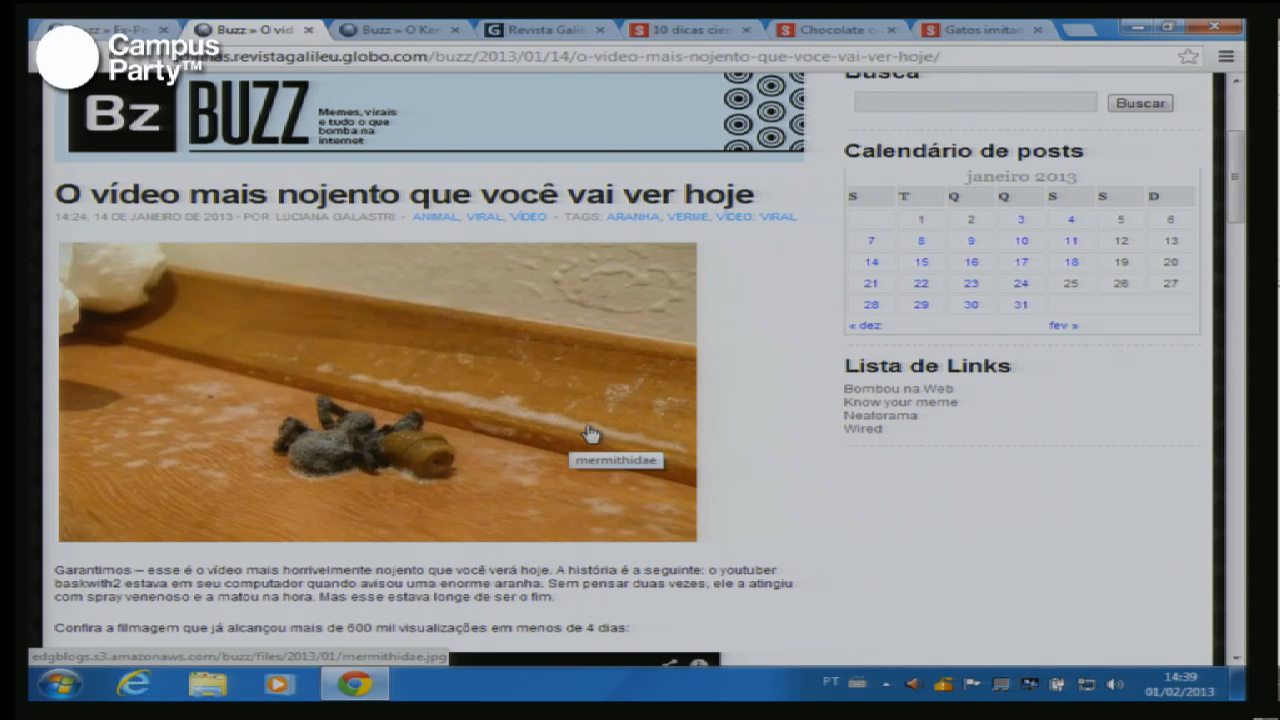 Campus
Party™
Buzz » O víd
Buzz » O Ker
Revista Galil
10 dicas cien
Chocolate c
Gatos imitan
.revistagalileu.globo.com/buzz/2013/01/14/o-video-mais-nojento-que-voce-vai-ver-hoje/
Bz BUZZ
Memes, virais
e tudo o que
bomba na
internet
Busca
Buscar
O vídeo mais nojento que você vai ver hoje
14:24, 14 DE JANEIRO DE 2013 - POR LUCIANA GALASTRI - ANIMAL, VIRAL, VÍDEO - TAGS: ARANHA, VERME, VÍDEO, VIRAL
Calendário de posts
janeiro 2013
S T Q Q S S D
1 2 3 4 5 6
7 8 9 10 11 12 13
14 15 16 17 18 19 20
21 22 23 24 25 26 27
28 29 30 31
« dez fev »
Lista de Links
Bombou na Web
Know your meme
Neatorama
Wired
mermithidae
Garantimos – esse é o vídeo mais horrivelmente nojento que você verá hoje. A história é a seguinte: o youtuber
baskwith2 estava em seu computador quando avisou uma enorme aranha. Sem pensar duas vezes, ele a atingiu
com spray venenoso e a matou na hora. Mas esse estava longe de ser o fim.
Confira a filmagem que já alcançou mais de 600 mil visualizações em menos de 4 dias:
edgblogs.s3.amazonaws.com/buzz/files/2013/01/mermithidae.jpg
PT
14:39
01/02/2013